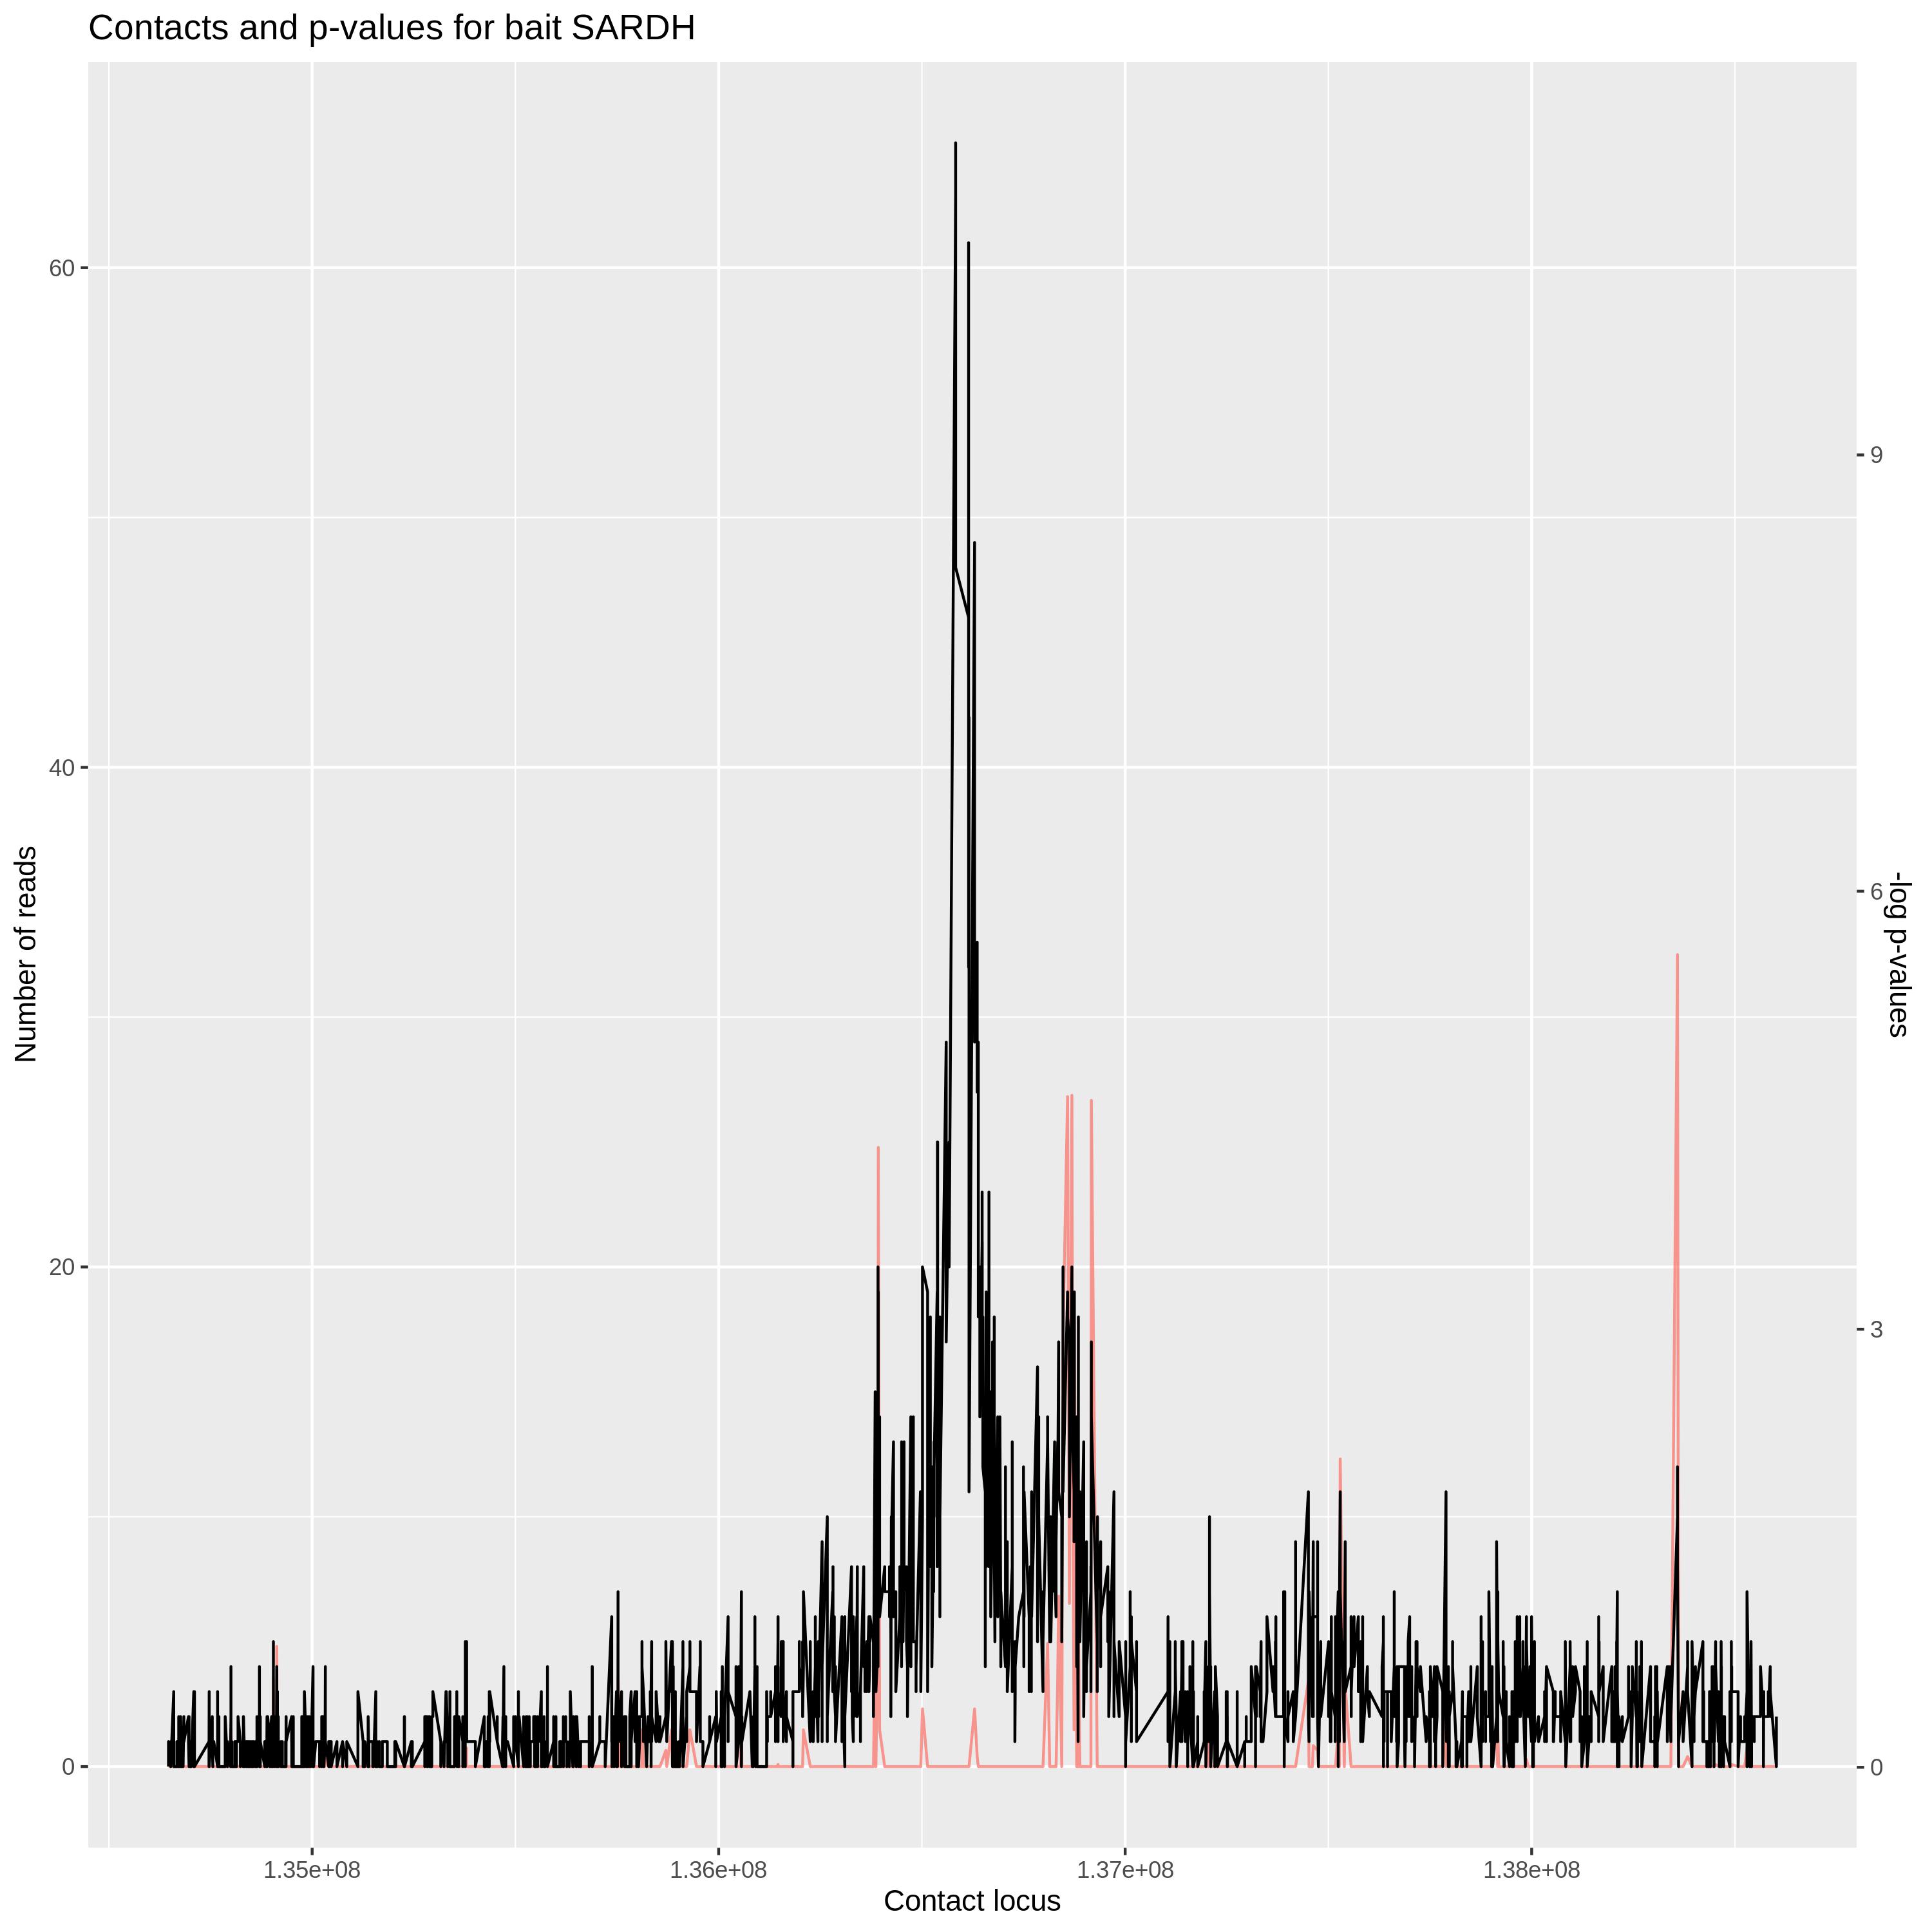 Contacts and p-values for bait SARDH
60
40
20
0
Number of reads
9
6
3
0
-log p-values
1.35e+08 1.36e+08 1.37e+08 1.38e+08
Contact locus